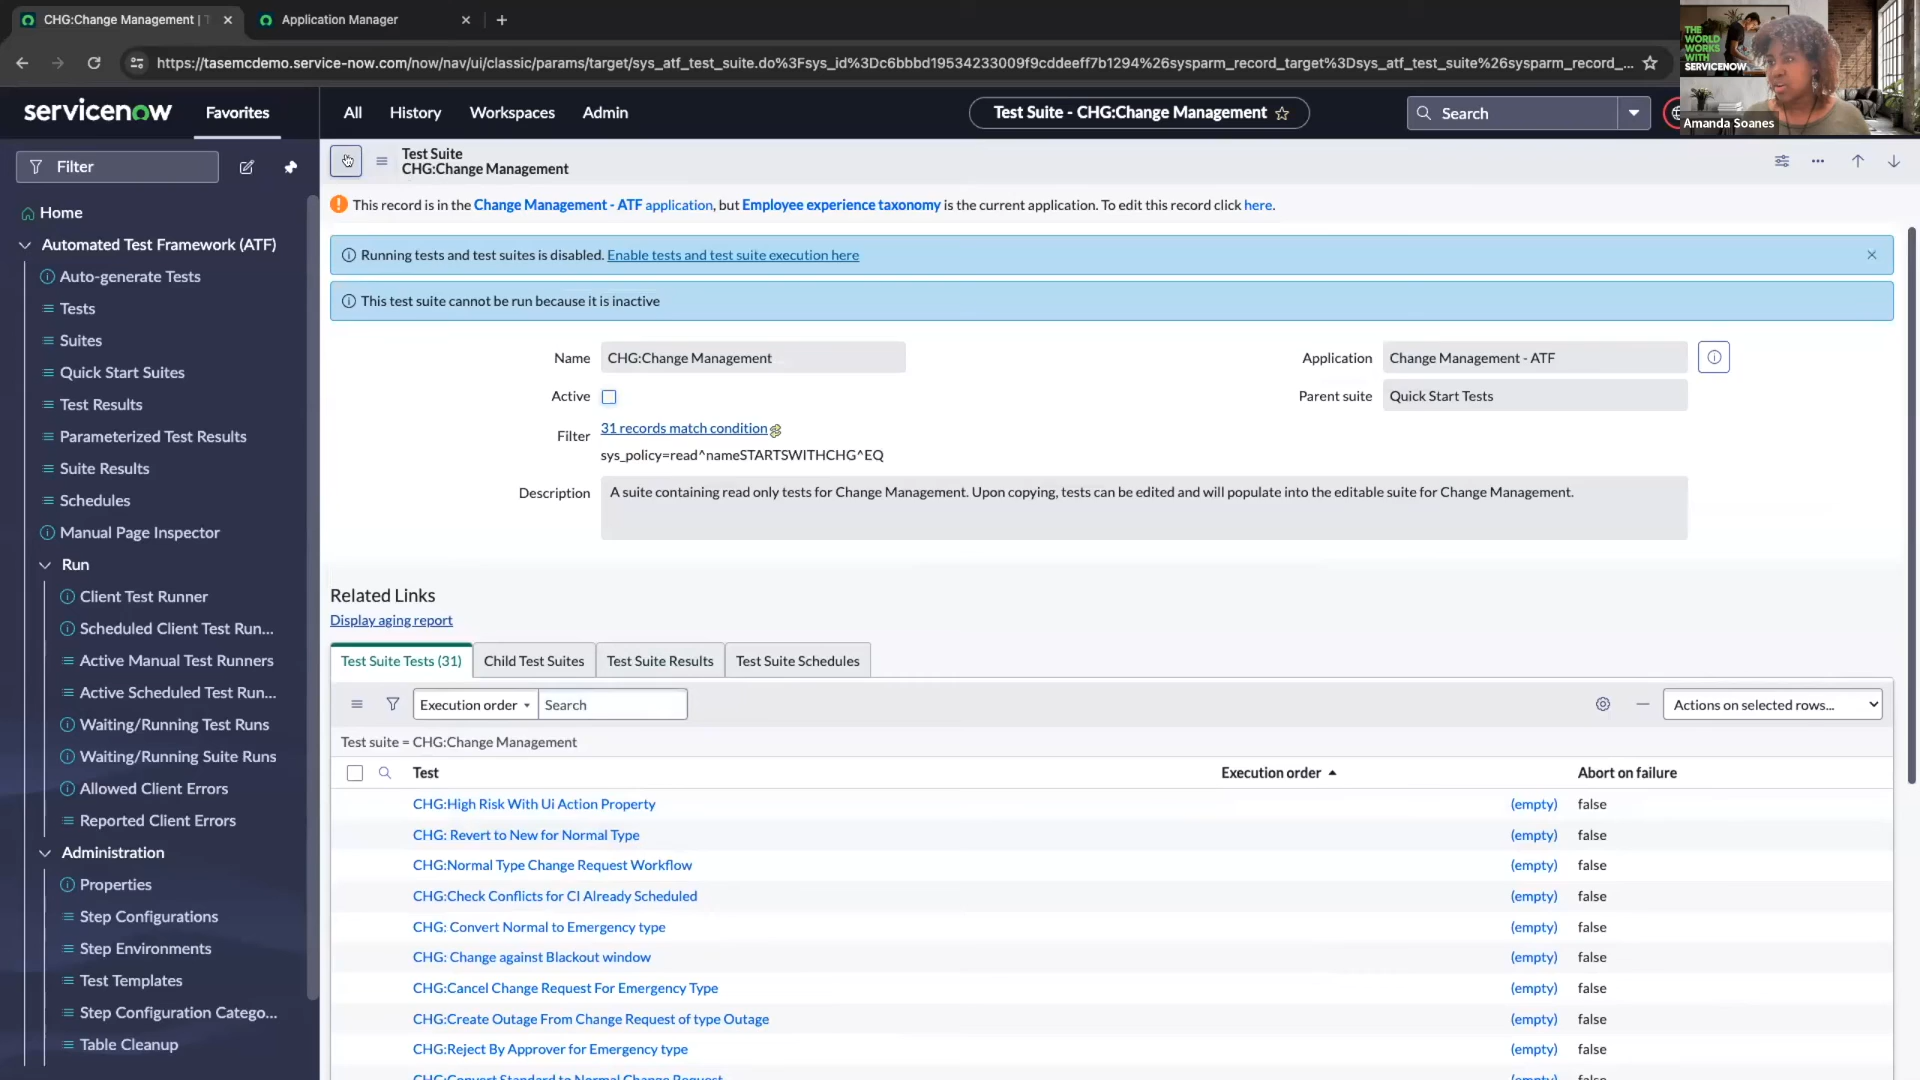 CHG:Change Management | T
Application Manager
https://tasemcdemo.service-now.com/now/nav/ui/classic/params/target/sys_atf_test_suite.do%3Fsys_id%3Dc6bbbd19534233009f9cddeeff7b1294%26sysparm_record_target%3Dsys_atf_test_suite%26sysparm_record_...
THE WORLD WORKS WITH SERVICENOW
Amanda Soanes
servicenow
Favorites
All
History
Workspaces
Admin
Test Suite - CHG:Change Management
Search
Filter
Home
Automated Test Framework (ATF)
Auto-generate Tests
Tests
Suites
Quick Start Suites
Test Results
Parameterized Test Results
Suite Results
Schedules
Manual Page Inspector
Run
Client Test Runner
Scheduled Client Test Run...
Active Manual Test Runners
Active Scheduled Test Run...
Waiting/Running Test Runs
Waiting/Running Suite Runs
Allowed Client Errors
Reported Client Errors
Administration
Properties
Step Configurations
Step Environments
Test Templates
Step Configuration Catego...
Table Cleanup
Test Suite
CHG:Change Management
This record is in the Change Management - ATF application, but Employee experience taxonomy is the current application. To edit this record click here.
Running tests and test suites is disabled. Enable tests and test suite execution here
This test suite cannot be run because it is inactive
Name CHG:Change Management
Application Change Management - ATF
Active
Parent suite Quick Start Tests
Filter 31 records match condition
sys_policy=read^nameSTARTSWITHCHG^EQ
Description A suite containing read only tests for Change Management. Upon copying, tests can be edited and will populate into the editable suite for Change Management.
Related Links
Display aging report
Test Suite Tests (31) Child Test Suites Test Suite Results Test Suite Schedules
Execution order Search Actions on selected rows...
Test suite = CHG:Change Management
Test Execution order Abort on failure
CHG:High Risk With Ui Action Property (empty) false
CHG: Revert to New for Normal Type (empty) false
CHG:Normal Type Change Request Workflow (empty) false
CHG:Check Conflicts for CI Already Scheduled (empty) false
CHG: Convert Normal to Emergency type (empty) false
CHG: Change against Blackout window (empty) false
CHG:Cancel Change Request For Emergency Type (empty) false
CHG:Create Outage From Change Request of type Outage (empty) false
CHG:Reject By Approver for Emergency type (empty) false
CHG:Convert Standard to Normal Change Request (empty) false